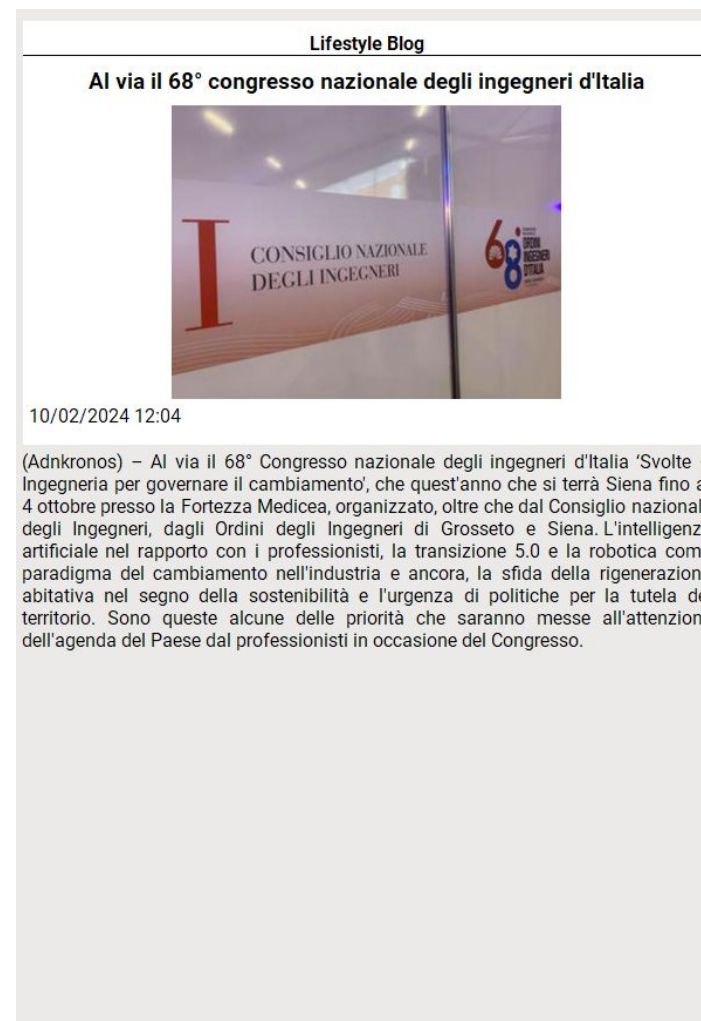 Lifestyle Blog
Al via il 68° congresso nazionale degli ingegneri d'Italia
I
CONSIGLIO NAZIONALE
DEGLI INGEGNERI
68°
ORDINI
INGEGNERI
D'ITALIA
10/02/2024 12:04
(Adnkronos) – Al via il 68° Congresso nazionale degli ingegneri d'Italia ‘Svolte
Ingegneria per governare il cambiamento', che quest'anno che si terrà Siena fino a
4 ottobre presso la Fortezza Medicea, organizzato, oltre che dal Consiglio nazional
degli Ingegneri, dagli Ordini degli Ingegneri di Grosseto e Siena. L'intelligenz
artificiale nel rapporto con i professionisti, la transizione 5.0 e la robotica com
paradigma del cambiamento nell'industria e ancora, la sfida della rigenerazion
abitativa nel segno della sostenibilità e l'urgenza di politiche per la tutela de
territorio. Sono queste alcune delle priorità che saranno messe all'attenzion
dell'agenda del Paese dal professionisti in occasione del Congresso.